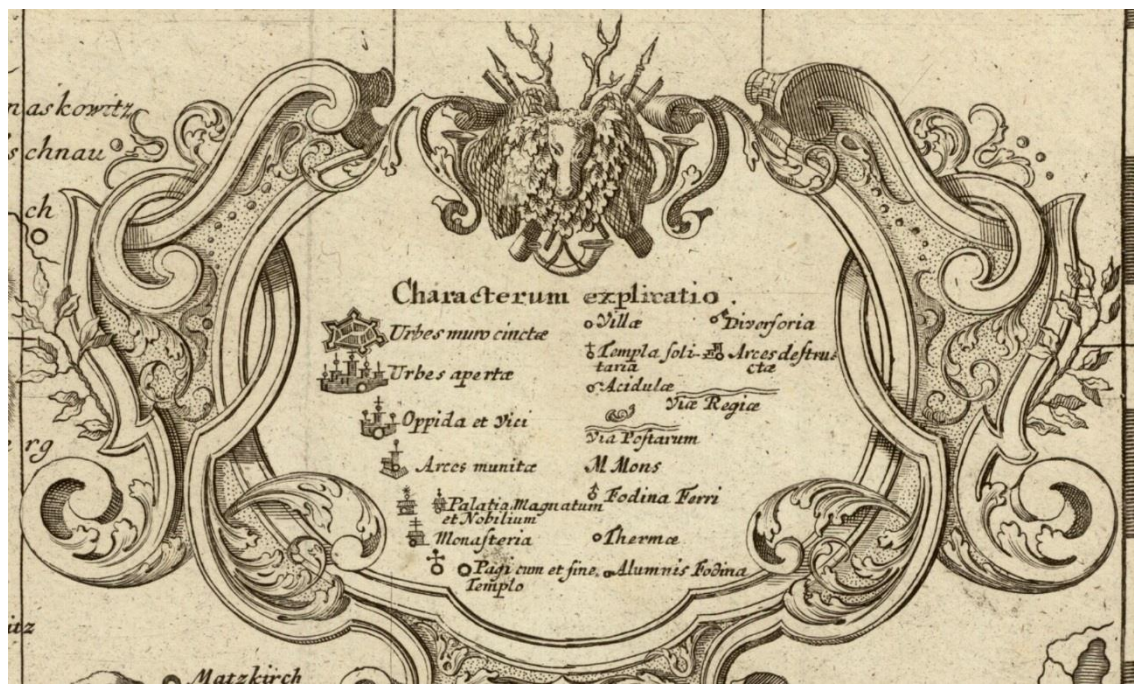 naskowitz
schnau
ch
Characterum explicatio.
Urbes muro cinctæ
Urbes apertæ
Oppida et Vici
Arces munitæ
Palatia Magnatum
et Nobilium
Monasteria
Pagi cum et sine
Templo
Villæ
Diversoria
Templa soli-
taria
Arces destru
ctæ
Acidulæ
Viæ Regiæ
Via Postarum
M Mons
Fodina Ferri
Thermæ
Alumnis Fodina
erg
itz
Matzkirch